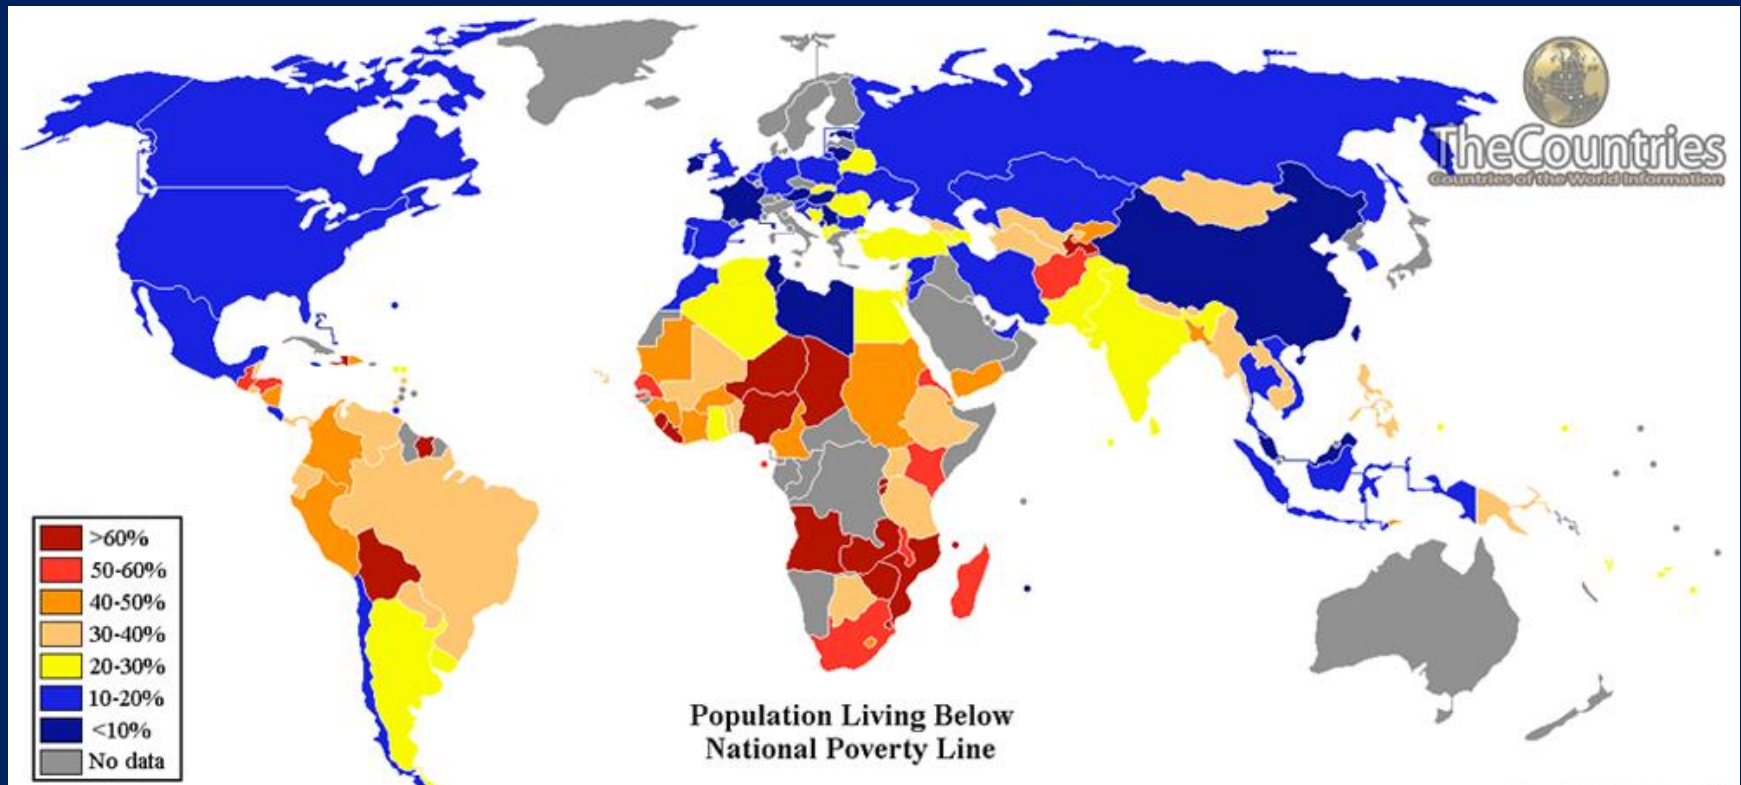 TheCountries
Countries of the World Information
>60%
50-60%
40-50%
30-40%
20-30%
10-20%
<10%
No data
Population Living Below
National Poverty Line